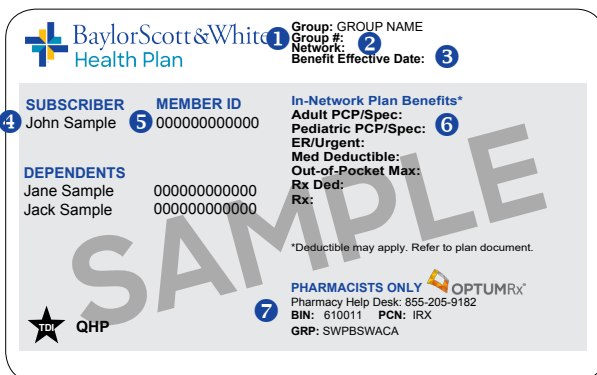 BaylorScott&White
Health Plan
1 Group: GROUP NAME
Group #:
Network: 2
Benefit Effective Date: 3
SUBSCRIBER MEMBER ID
4 John Sample 5 000000000000
DEPENDENTS
Jane Sample 000000000000
Jack Sample 000000000000
In-Network Plan Benefits*
Adult PCP/Spec:
Pediatric PCP/Spec: 6
ER/Urgent:
Med Deductible:
Out-of-Pocket Max:
Rx Ded:
Rx:
*Deductible may apply. Refer to plan document.
SAMPLE
7 PHARMACISTS ONLY OPTUMRx™
Pharmacy Help Desk: 855-205-9182
BIN: 610011 PCN: IRX
GRP: SWPBSWACA
TDI QHP